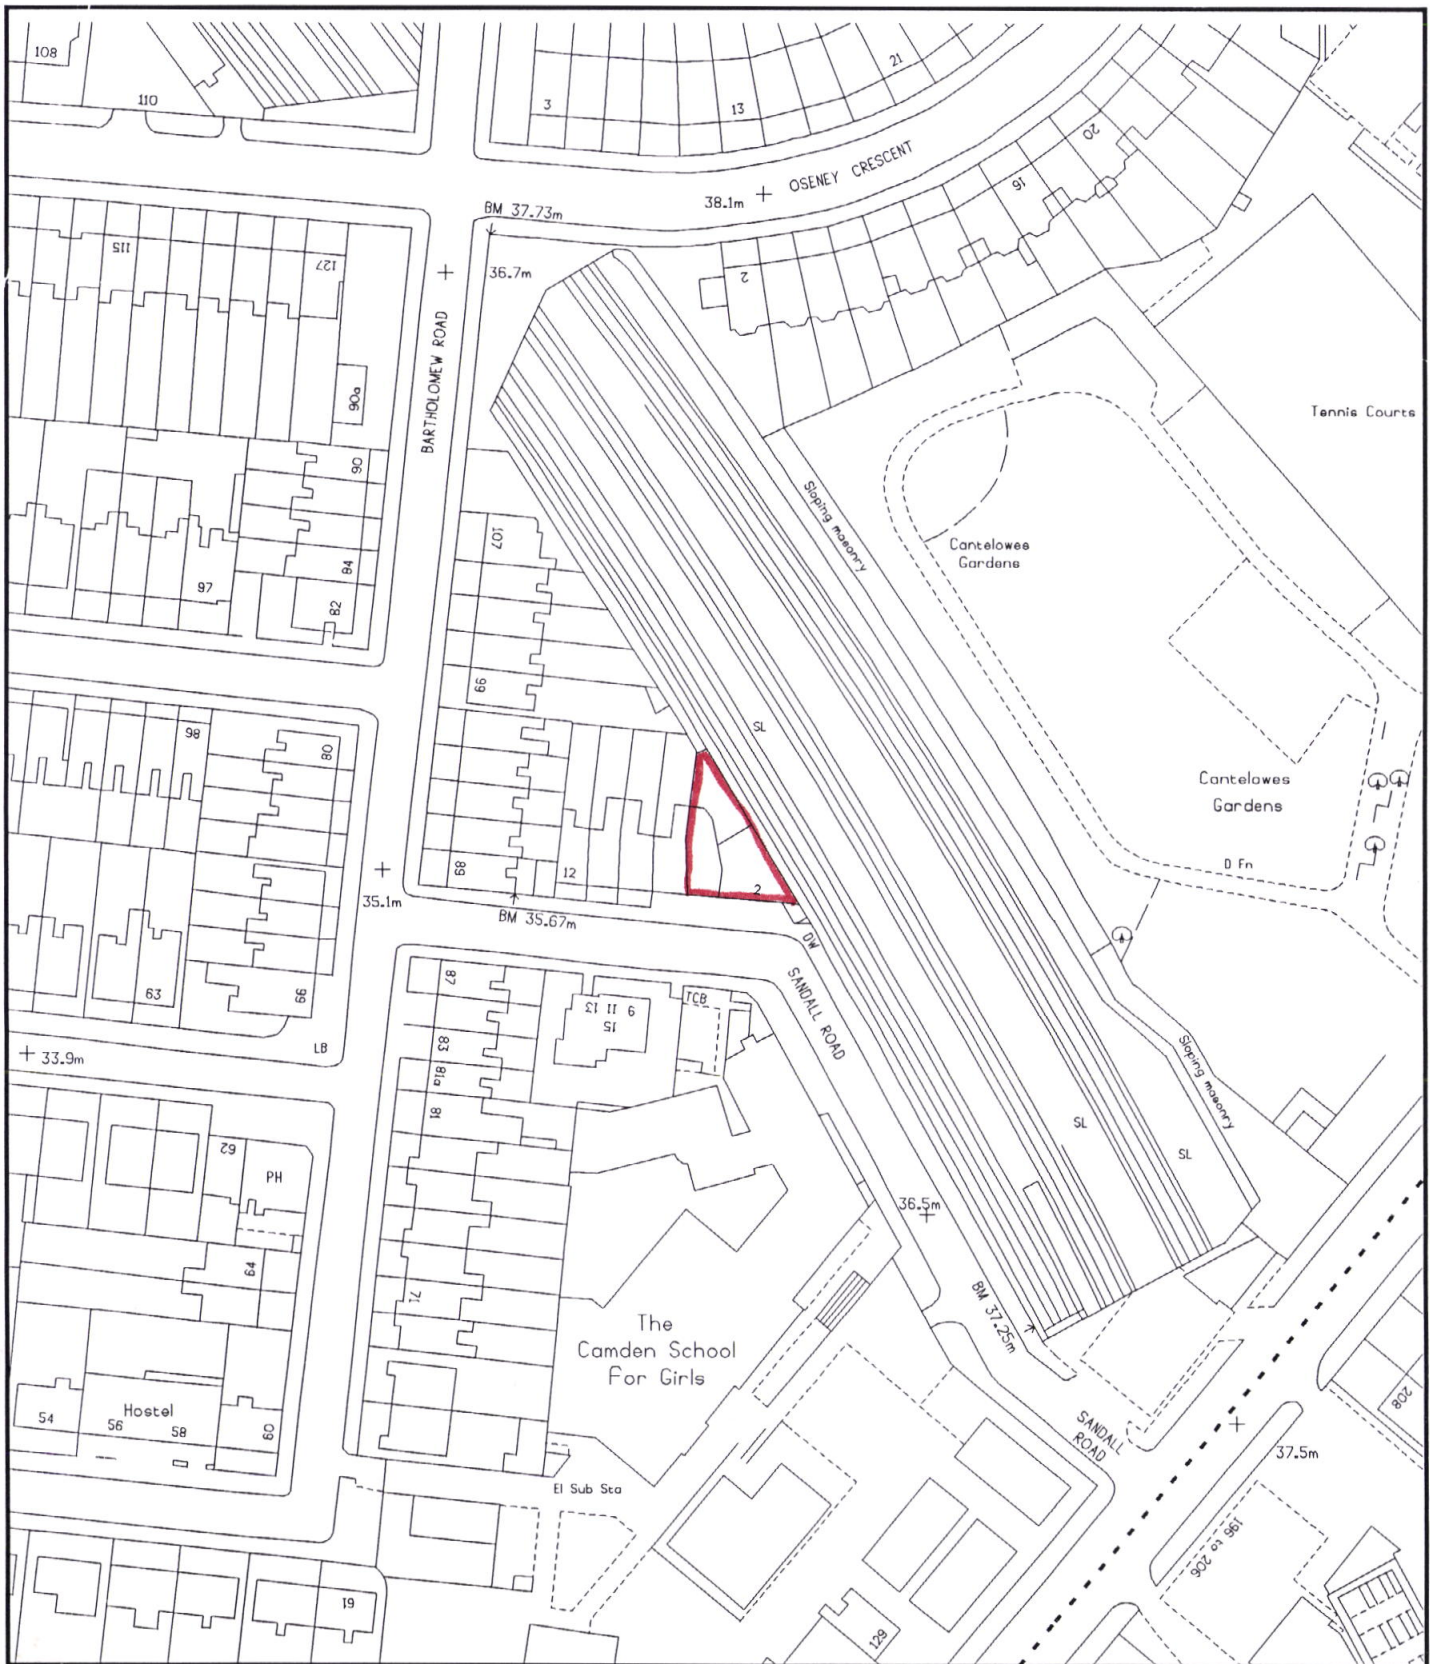 108
110
3
13
21
OSENEY CRESCENT
38.1m
BM 37.73m
36.7m
20
16
2
115
127
90a
BARTHOLOMEW ROAD
Tennis Courts
90
84
82
97
107
99
Sloping masonry
Cantelowes
Gardens
SL
86
80
89
12
2
Cantelowes
Gardens
D Fn
35.1m
BM 35.67m
DW
SANDALL ROAD
63
66
LB
33.9m
87
83
81a
81
71
9 11 13
15
TCB
Sloping masonry
SL
SL
62
PH
64
36.5m
BM 37.25m
The
Camden School
For Girls
Hostel
54
56
58
60
El Sub Sta
SANDALL
ROAD
208
37.5m
196 to 206
61
129